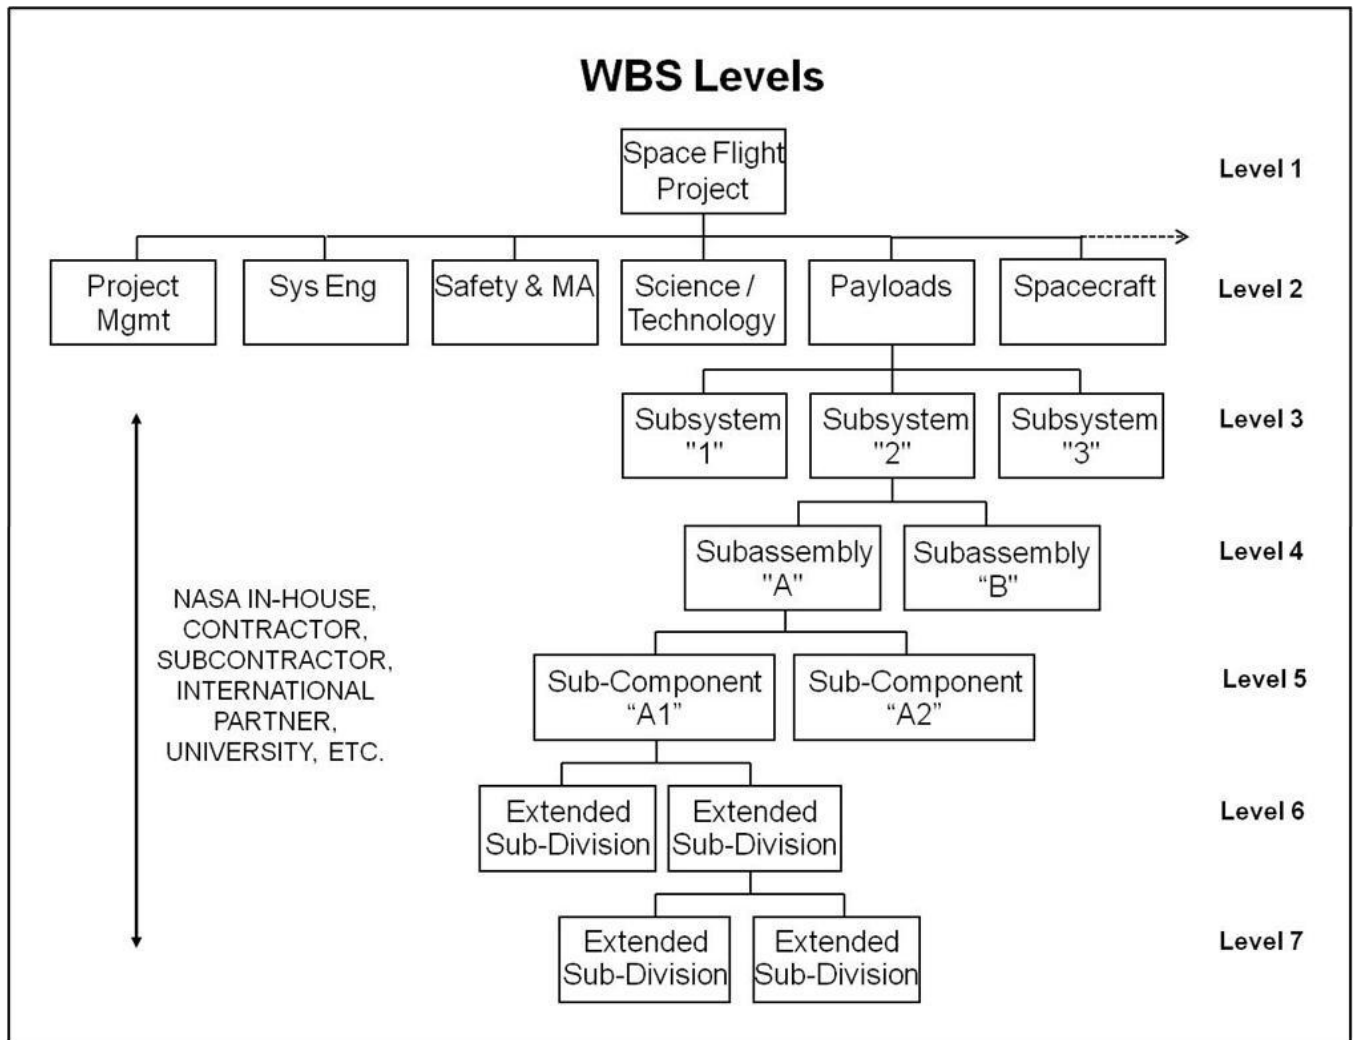 WBS Levels
Space Flight
Project
Level 1
Project
Mgmt
Sys Eng
Safety & MA
Science /
Technology
Payloads
Spacecraft
Level 2
Subsystem
"1"
Subsystem
"2"
Subsystem
"3"
Level 3
Subassembly
"A"
Subassembly
“B"
Level 4
NASA IN-HOUSE,
CONTRACTOR,
SUBCONTRACTOR,
INTERNATIONAL
PARTNER,
UNIVERSITY, ETC.
Sub-Component
“A1”
Sub-Component
“A2”
Level 5
Extended
Sub-Division
Extended
Sub-Division
Level 6
Extended
Sub-Division
Extended
Sub-Division
Level 7